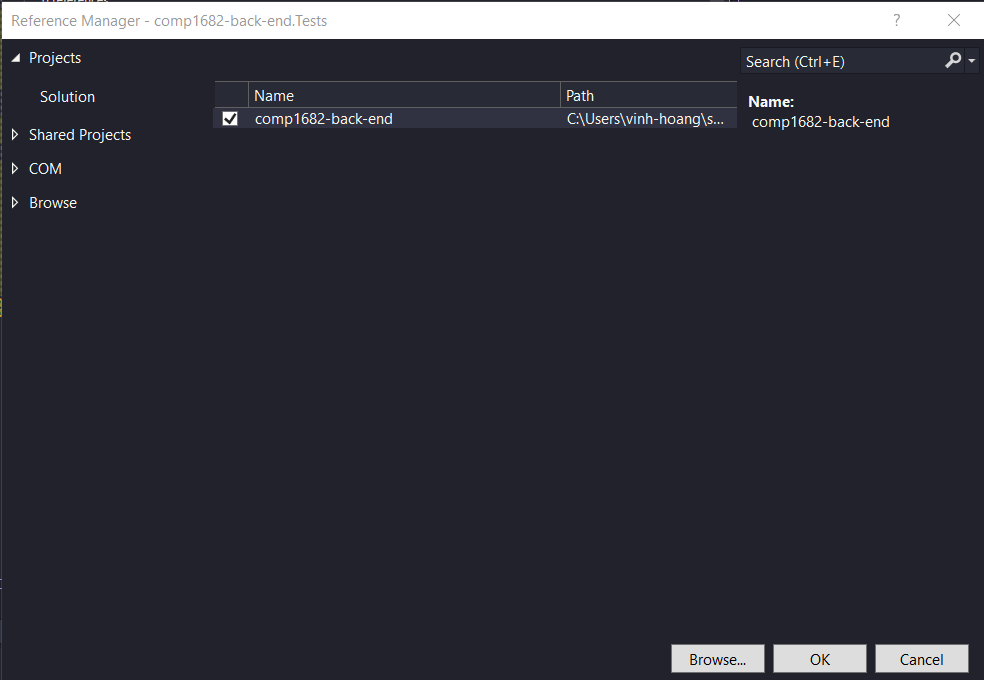 Reference Manager - comp1682-back-end.Tests
?
Projects
Search (Ctrl+E)
Solution
Name Path
comp1682-back-end C:\Users\vinh-hoang\s...
Name:
comp1682-back-end
Shared Projects
COM
Browse
Browse... OK Cancel